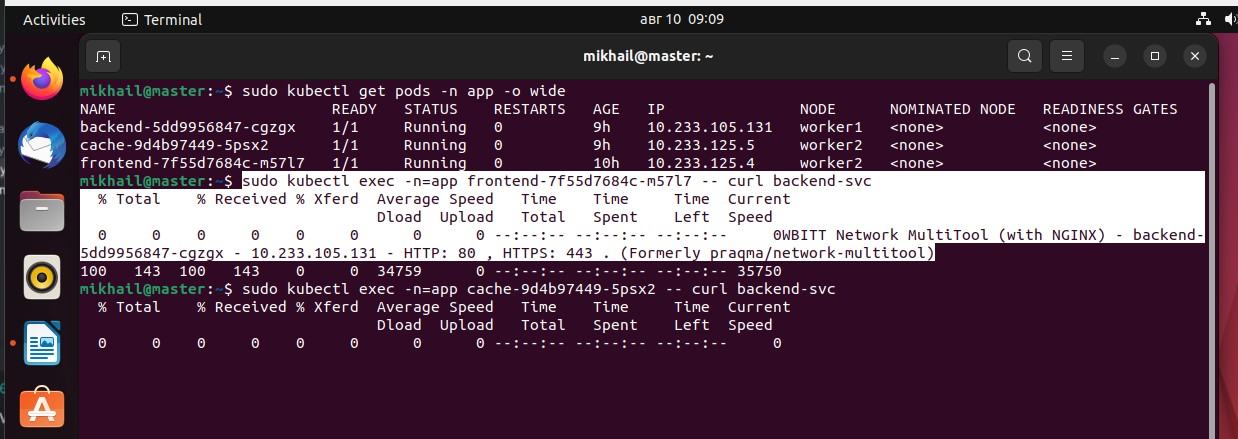 Activities Terminal авг 10 09:09
mikhail@master: ~
mikhail@master:~$ sudo kubectl get pods -n app -o wide
NAME READY STATUS RESTARTS AGE IP NODE NOMINATED NODE READINESS GATES
backend-5dd9956847-cgzgx 1/1 Running 0 9h 10.233.105.131 worker1 <none> <none>
cache-9d4b97449-5psx2 1/1 Running 0 9h 10.233.125.5 worker2 <none> <none>
frontend-7f55d7684c-m57l7 1/1 Running 0 10h 10.233.125.4 worker2 <none> <none>
mikhail@master:~$ sudo kubectl exec -n=app frontend-7f55d7684c-m57l7 -- curl backend-svc
% Total % Received % Xferd Average Speed Time Time Time Current
Dload Upload Total Spent Left Speed
0 0 0 0 0 0 0 0 --:--:-- --:--:-- --:--:-- 0WBITT Network MultiTool (with NGINX) - backend-
5dd9956847-cgzgx - 10.233.105.131 - HTTP: 80 , HTTPS: 443 . (Formerly praqma/network-multitool)
100 143 100 143 0 0 34759 0 --:--:-- --:--:-- --:--:-- 35750
mikhail@master:~$ sudo kubectl exec -n=app cache-9d4b97449-5psx2 -- curl backend-svc
% Total % Received % Xferd Average Speed Time Time Time Current
Dload Upload Total Spent Left Speed
0 0 0 0 0 0 0 0 --:--:-- --:--:-- --:--:-- 0